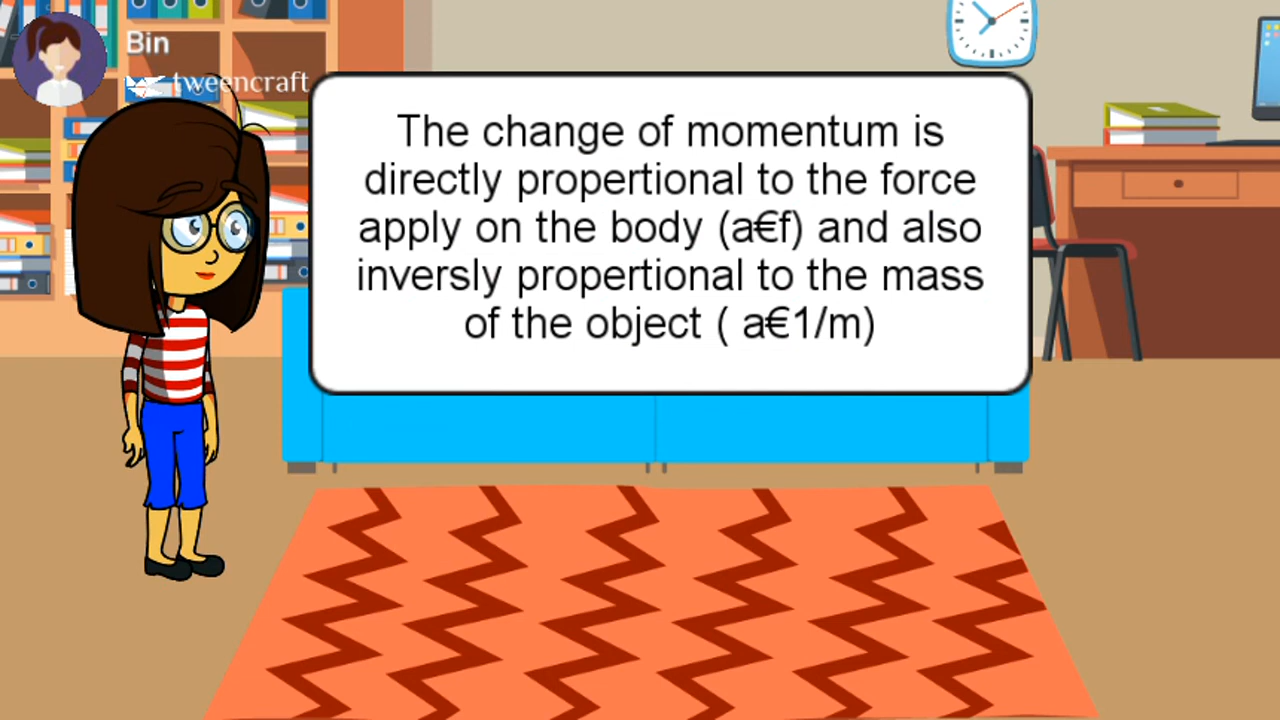 Bin
tweencraft
The change of momentum is
directly propertional to the force
apply on the body (a€f) and also
inversly propertional to the mass
of the object ( a€1/m)